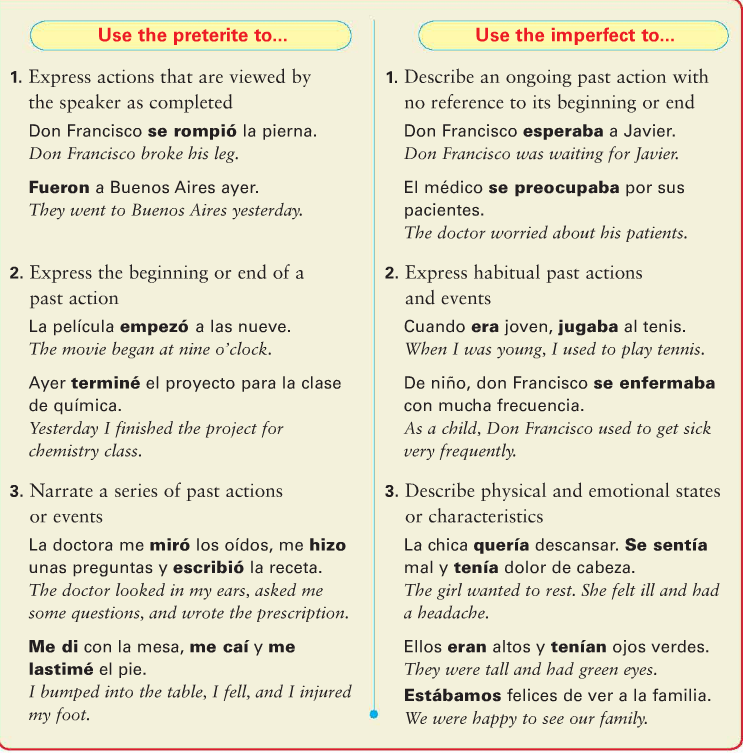 Use the preterite to...
1. Express actions that are viewed by
the speaker as completed
Don Francisco se rompió la pierna.
Don Francisco broke his leg.
Fueron a Buenos Aires ayer.
They went to Buenos Aires yesterday.
2. Express the beginning or end of a
past action
La película empezó a las nueve.
The movie began at nine o'clock.
Ayer terminé el proyecto para la clase
de química.
Yesterday I finished the project for
chemistry class.
3. Narrate a series of past actions
or events
La doctora me miró los oídos, me hizo
unas preguntas y escribió la receta.
The doctor looked in my ears, asked me
some questions, and wrote the prescription.
Me di con la mesa, me caí y me
lastimé el pie.
I bumped into the table, I fell, and I injured
my foot.
Use the imperfect to...
1. Describe an ongoing past action with
no reference to its beginning or end
Don Francisco esperaba a Javier.
Don Francisco was waiting for Javier.
El médico se preocupaba por sus
pacientes.
The doctor worried about his patients.
2. Express habitual past actions
and events
Cuando era joven, jugaba al tenis.
When I was young, I used to play tennis.
De niño, don Francisco se enfermaba
con mucha frecuencia.
As a child, Don Francisco used to get sick
very frequently.
3. Describe physical and emotional states
or characteristics
La chica quería descansar. Se sentía
mal y tenía dolor de cabeza.
The girl wanted to rest. She felt ill and had
a headache.
Ellos eran altos y tenían ojos verdes.
They were tall and had green eyes.
Estábamos felices de ver a la familia.
We were happy to see our family.